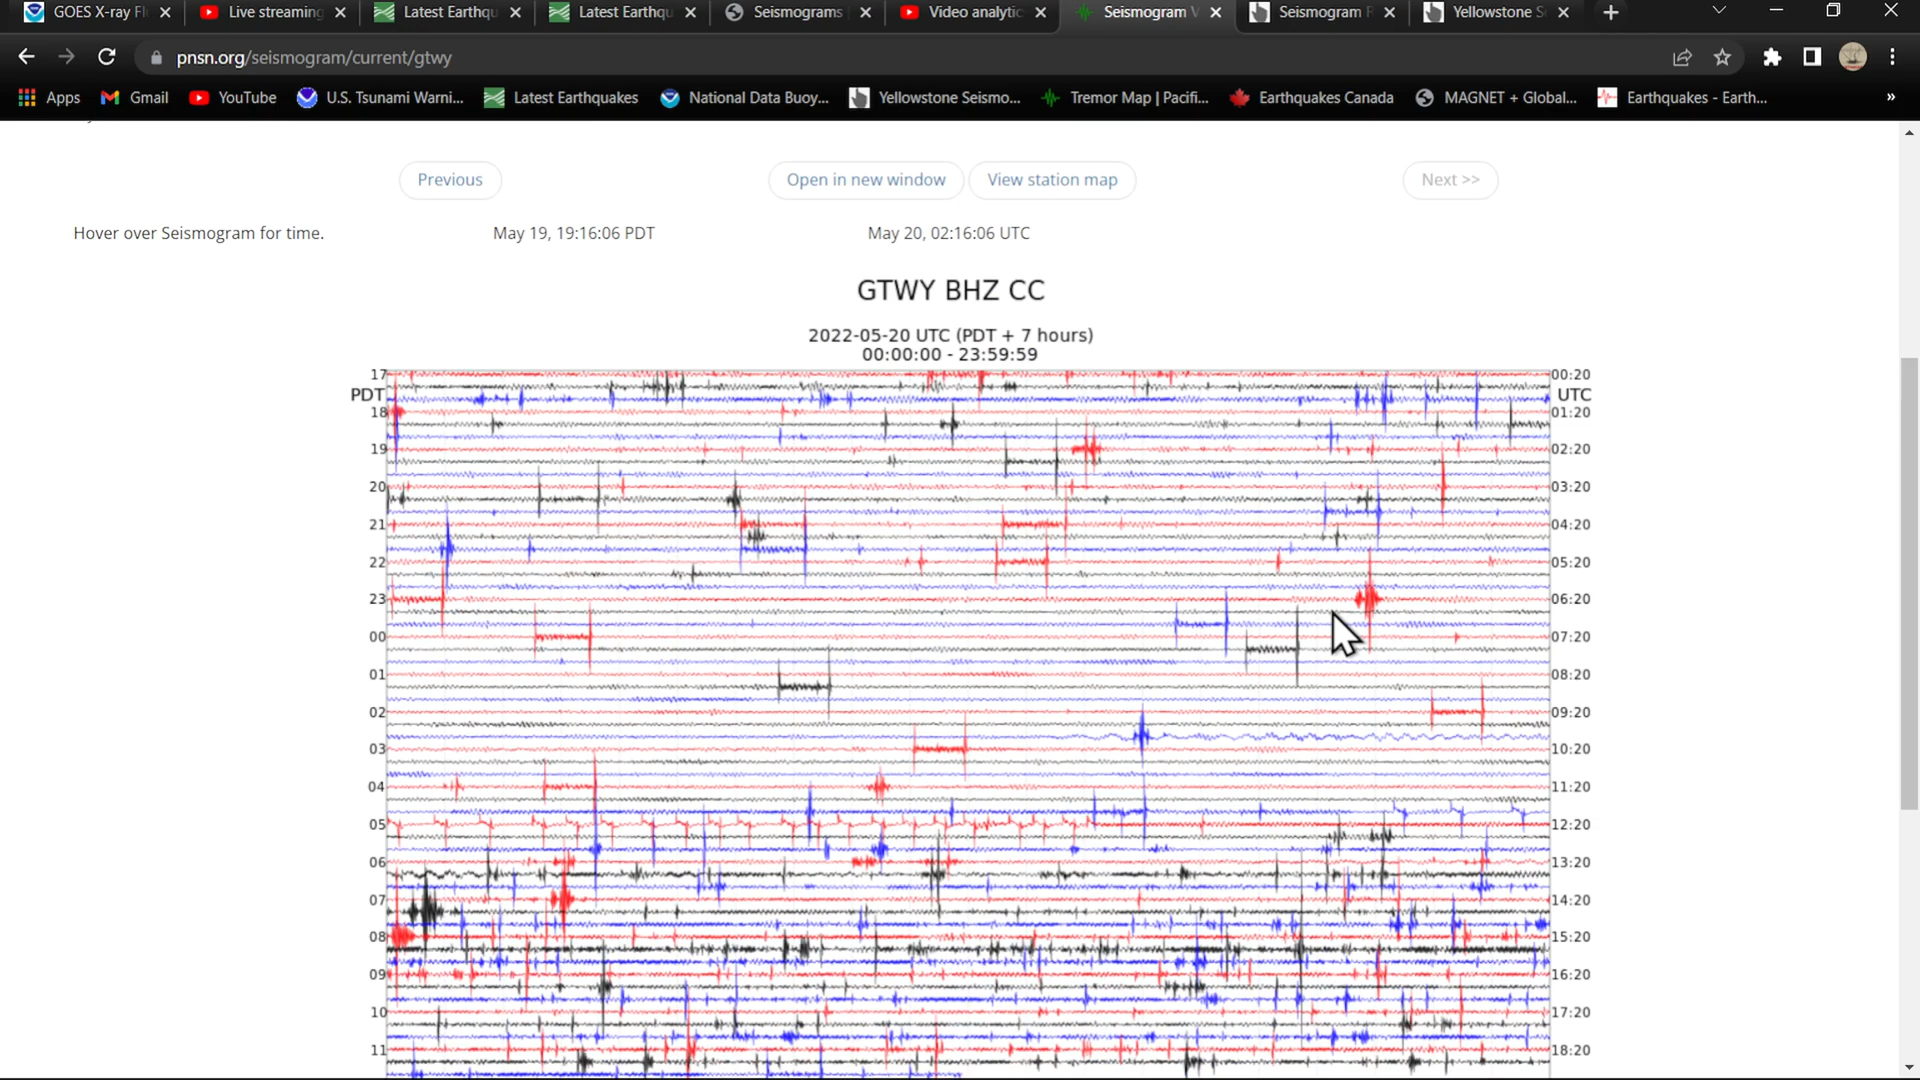 GOES X-ray Fl
Live streaming
Latest Earthqu
Latest Earthqu
Seismograms
Video analytic
Seismogram V
Seismogram R
Yellowstone S
pnsn.org/seismogram/current/gtwy
Apps
Gmail
YouTube
U.S. Tsunami Warni...
Latest Earthquakes
National Data Buoy...
Yellowstone Seismo...
Tremor Map | Pacifi...
Earthquakes Canada
MAGNET + Global...
Earthquakes - Earth...
»
Previous
Open in new window
View station map
Next >>
Hover over Seismogram for time.
May 19, 19:16:06 PDT
May 20, 02:16:06 UTC
GTWY BHZ CC
2022-05-20 UTC (PDT + 7 hours)
00:00:00 - 23:59:59
17 00:20
PDT UTC
18 01:20
19 02:20
20 03:20
21 04:20
22 05:20
23 06:20
00 07:20
01 08:20
02 09:20
03 10:20
04 11:20
05 12:20
06 13:20
07 14:20
08 15:20
09 16:20
10 17:20
11 18:20